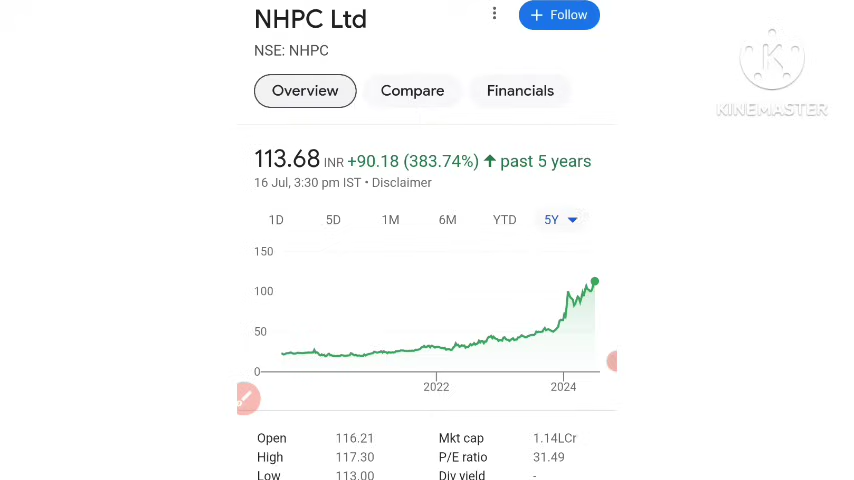 NHPC Ltd
+ Follow
NSE: NHPC
Overview Compare Financials
113.68 INR +90.18 (383.74%) ↑ past 5 years
16 Jul, 3:30 pm IST • Disclaimer
1D 5D 1M 6M YTD 5Y
150
100
50
0
2022 2024
Open 116.21 Mkt cap 1.14LCr
High 117.30 P/E ratio 31.49
Low 113.00 Div yield -
K
KINEMASTER